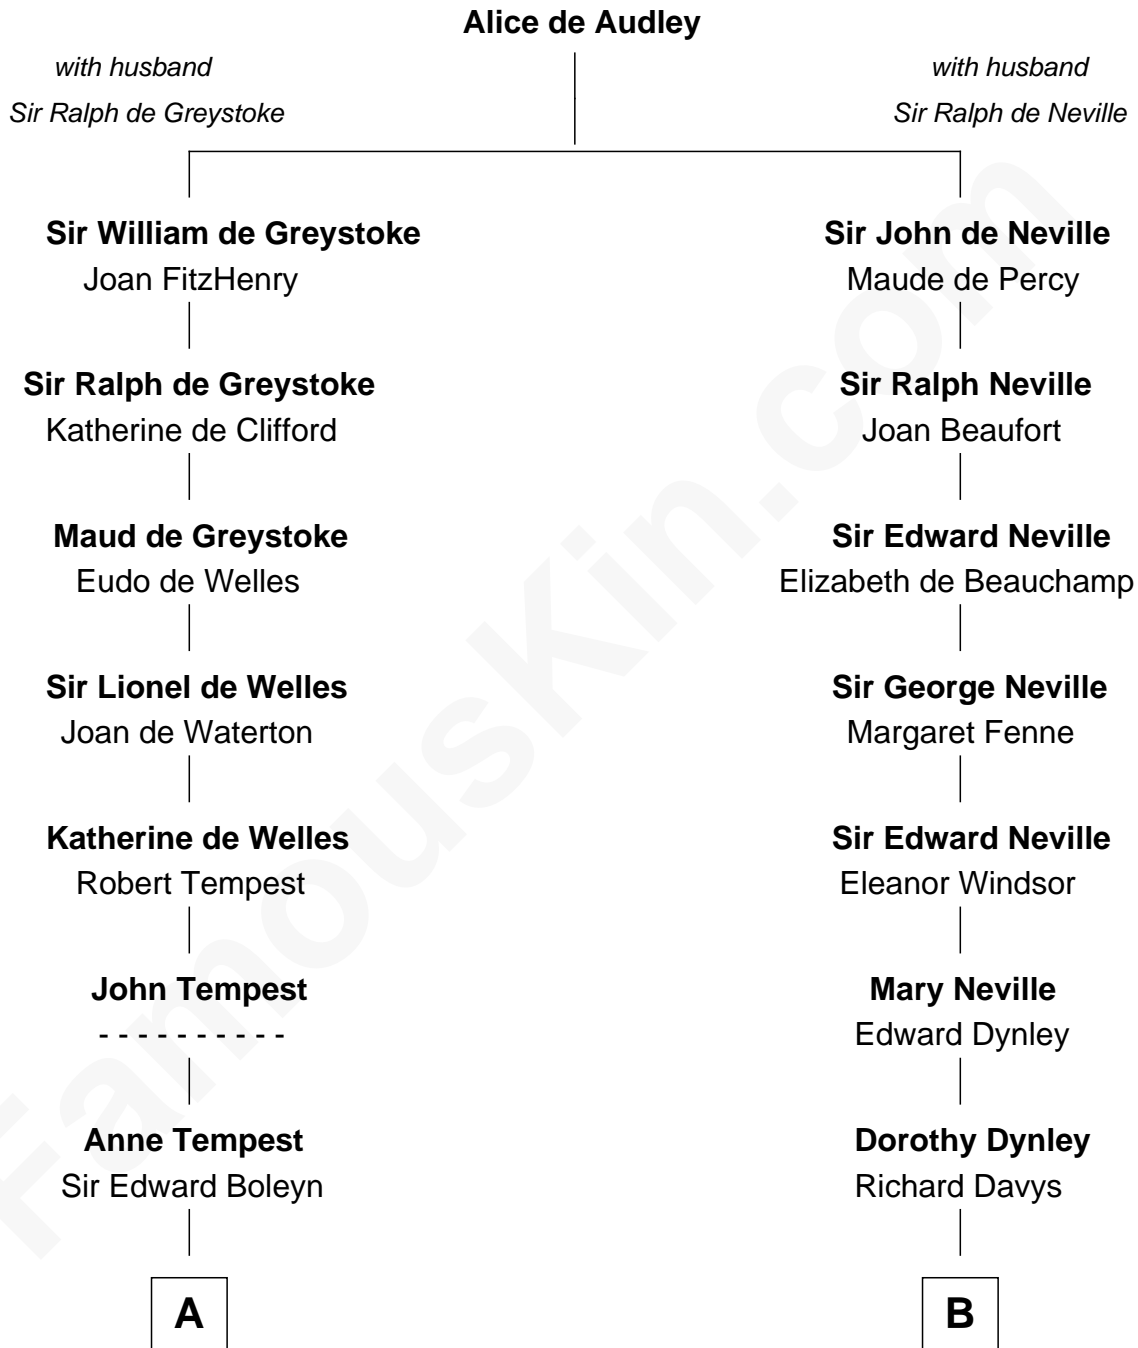 Alice de Audley
with husband
Sir Ralph de Greystoke
with husband
Sir Ralph de Neville
Sir William de Greystoke
Joan FitzHenry
Sir John de Neville
Maude de Percy
Sir Ralph de Greystoke
Katherine de Clifford
Sir Ralph Neville
Joan Beaufort
Maud de Greystoke
Eudo de Welles
Sir Edward Neville
Elizabeth de Beauchamp
Sir Lionel de Welles
Joan de Waterton
Sir George Neville
Margaret Fenne
Katherine de Welles
Robert Tempest
Sir Edward Neville
Eleanor Windsor
John Tempest
- - - - - - - - - -
Mary Neville
Edward Dynley
Anne Tempest
Sir Edward Boleyn
Dorothy Dynley
Richard Davys
A
B
FamousKin.com